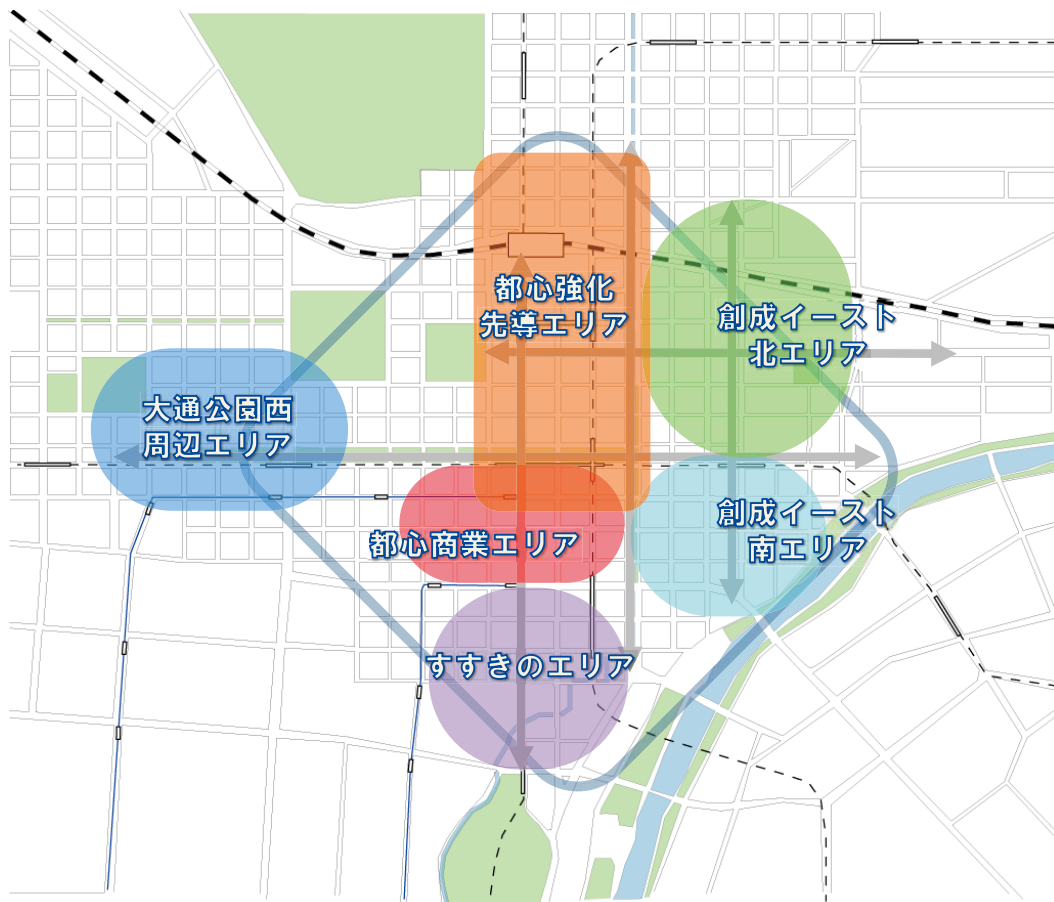 都心強化
先導エリア
創成イースト
北エリア
大通公園西
周辺エリア
創成イースト
南エリア
都心商業エリア
すすきのエリア